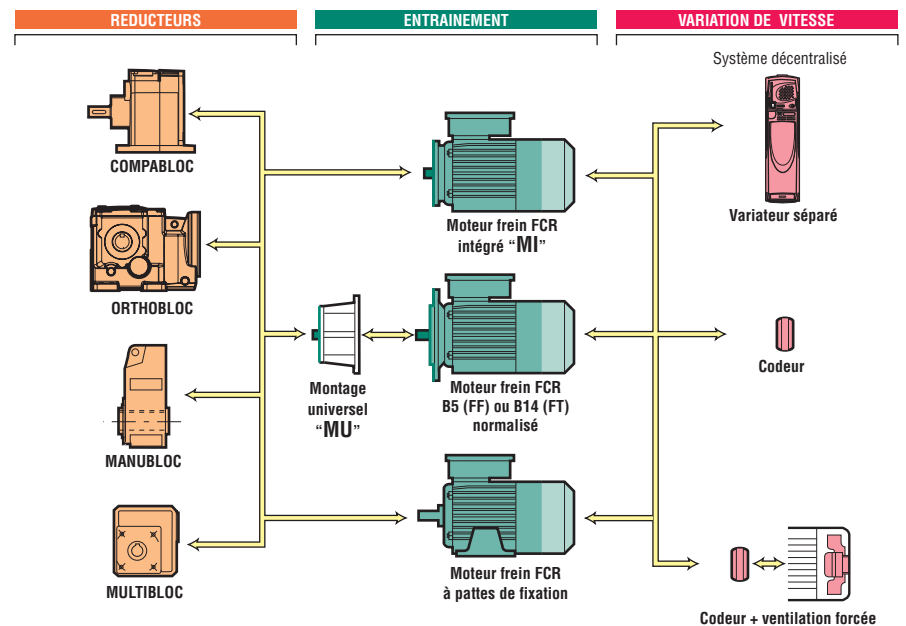 REDUCTEURS
ENTRAINEMENT
VARIATION DE VITESSE
COMPABLOC
ORTHOBLOC
MANUBLOC
MULTIBLOC
Moteur frein FCR
intégré “MI”
Montage
universel
“MU”
Moteur frein FCR
B5 (FF) ou B14 (FT)
normalisé
Moteur frein FCR
à pattes de fixation
Système décentralisé
Variateur séparé
Codeur
Codeur + ventilation forcée